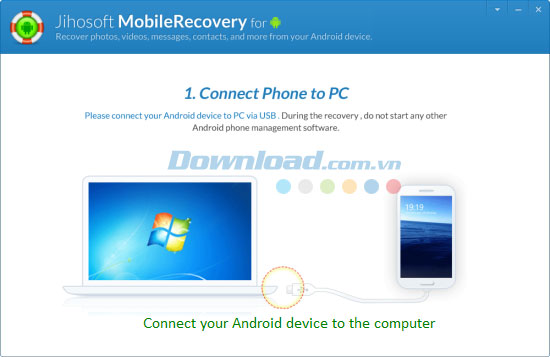 Jihosoft MobileRecovery for
Recover photos, videos, messages, contacts, and more from your Android device.
1. Connect Phone to PC
Please connect your Android device to PC via USB . During the recovery , do not start any other
Android phone management software.
Download.com.vn
19:19
Connect your Android device to the computer